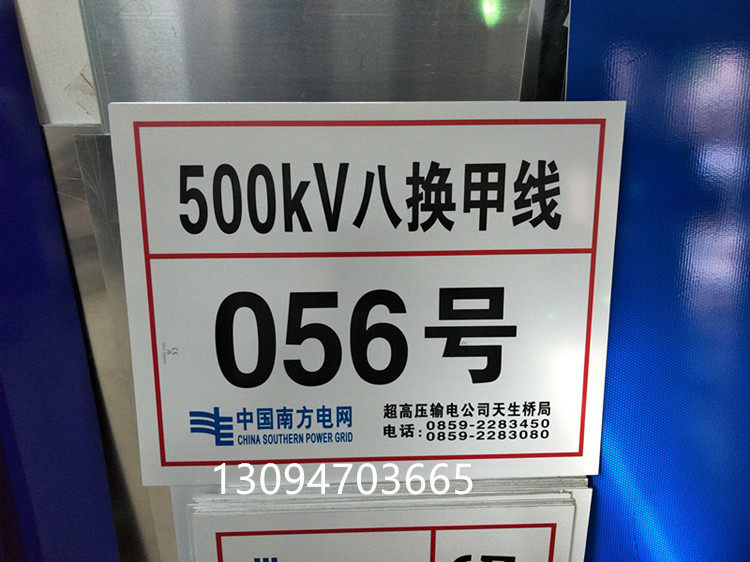 500kV八换甲线
056号
中国南方电网
CHINA SOUTHERN POWER GRID
超高压输电公司天生桥局
电话:0859-2283450
0859-2283080
13094703665